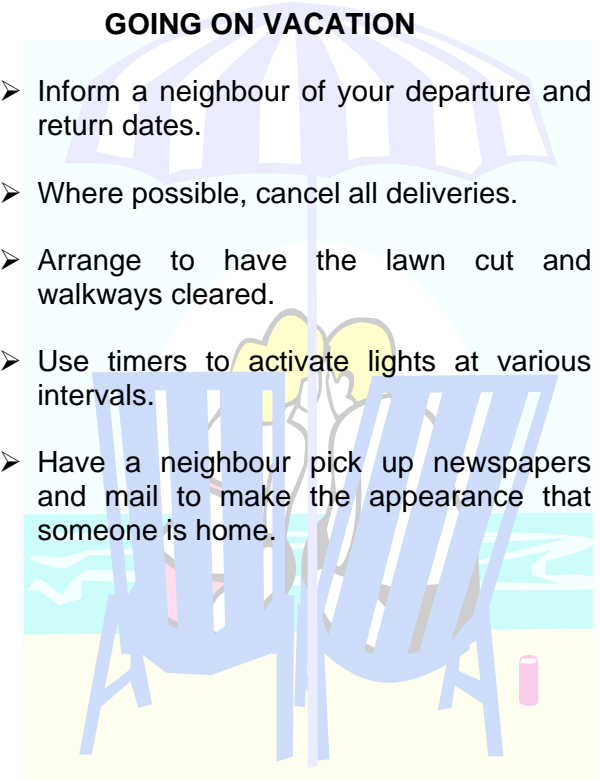 GOING ON VACATION
➢ Inform a neighbour of your departure and
return dates.
➢ Where possible, cancel all deliveries.
➢ Arrange to have the lawn cut and
walkways cleared.
➢ Use timers to activate lights at various
intervals.
➢ Have a neighbour pick up newspapers
and mail to make the appearance that
someone is home.